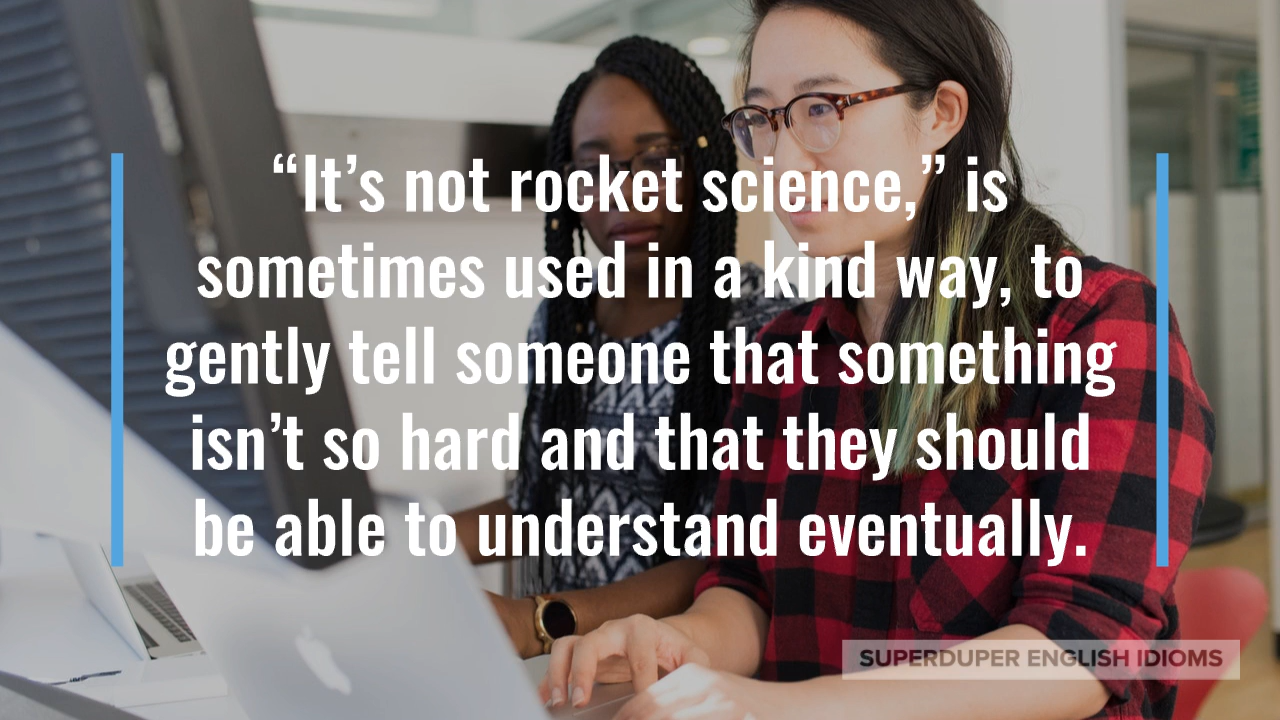 “It’s not rocket science,” is
sometimes used in a kind way, to
gently tell someone that something
isn’t so hard and that they should
be able to understand eventually.
SUPERDUPER ENGLISH IDIOMS